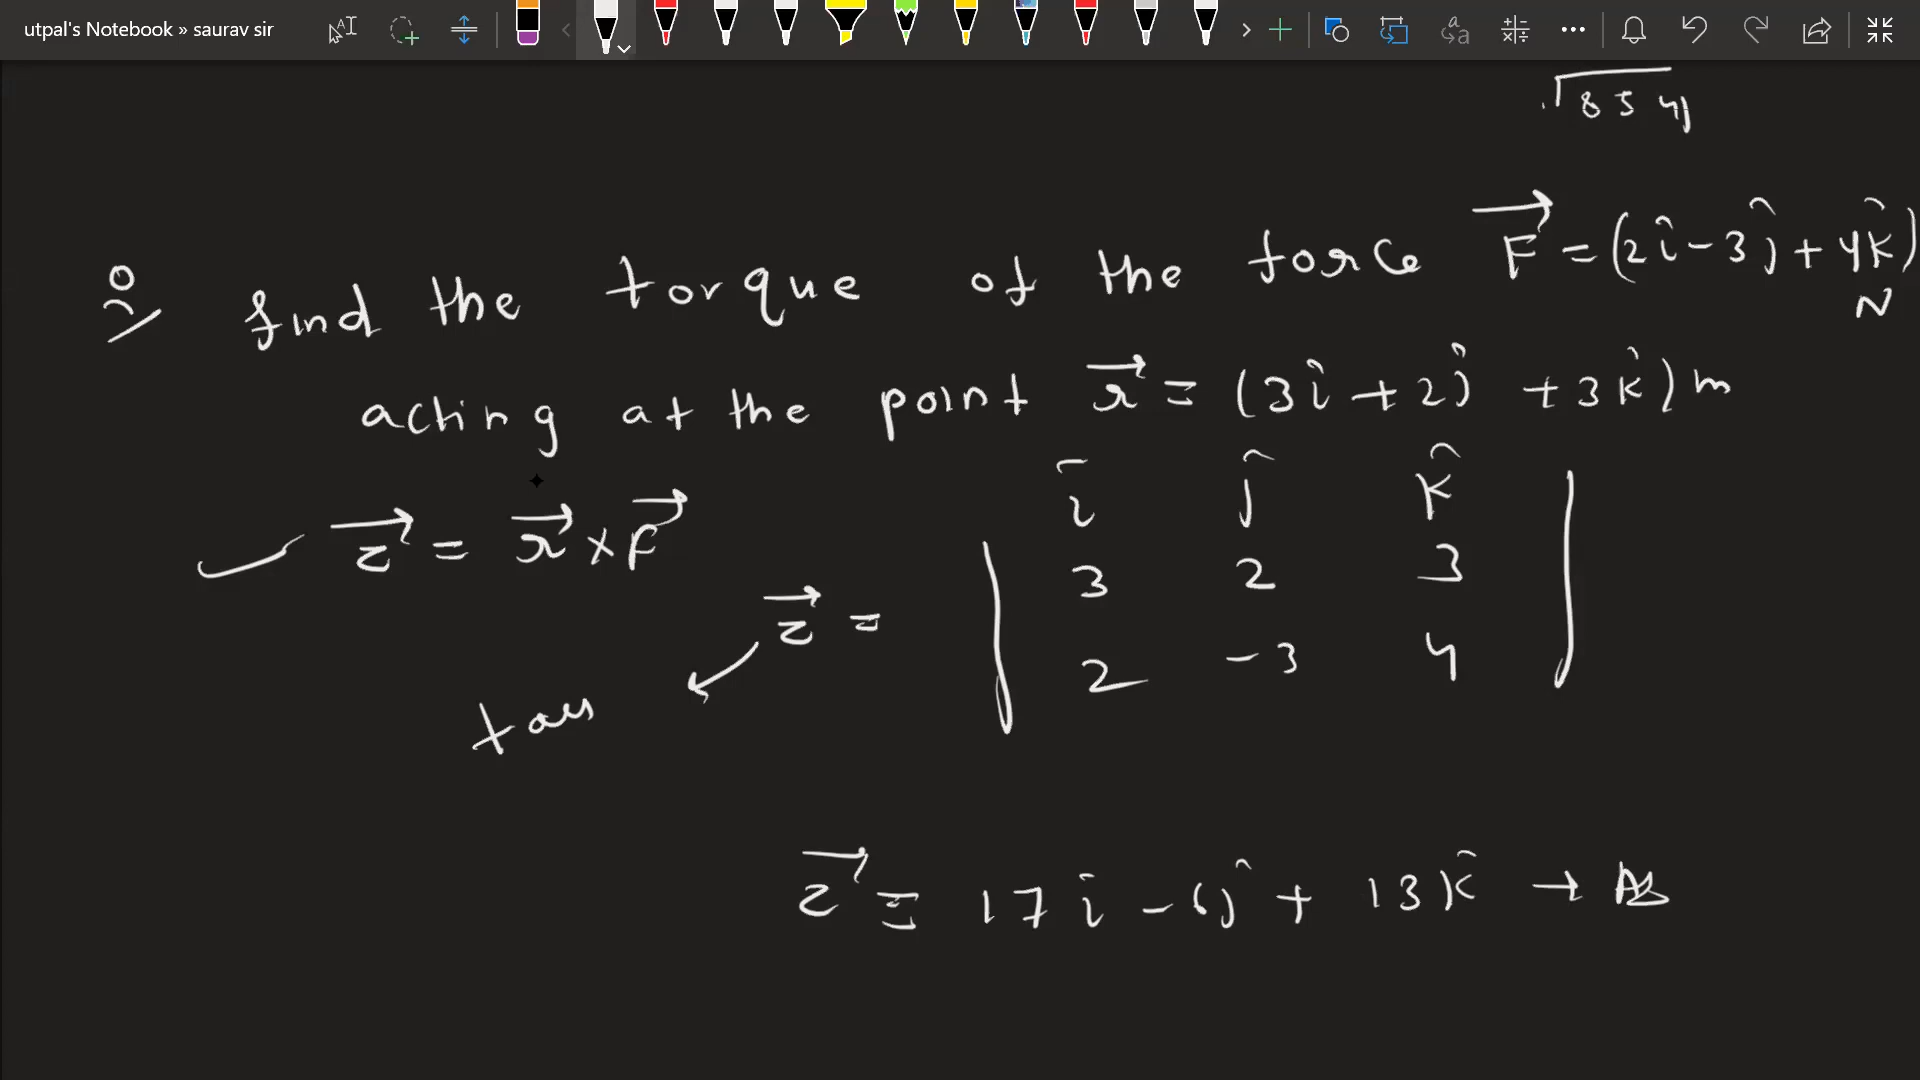 utpal's Notebook » saurav sir
√854
Q find the torque of the force F⃗ = (2î - 3ĵ + 4k̂) N
acting at the point r⃗ = (3î + 2ĵ + 3k̂) m
τ⃗ = r⃗ × F⃗
î ĵ k̂
3 2 3
τ⃗ =
2 -3 4
tau
τ⃗ = 17î - 6ĵ + 13k̂ →